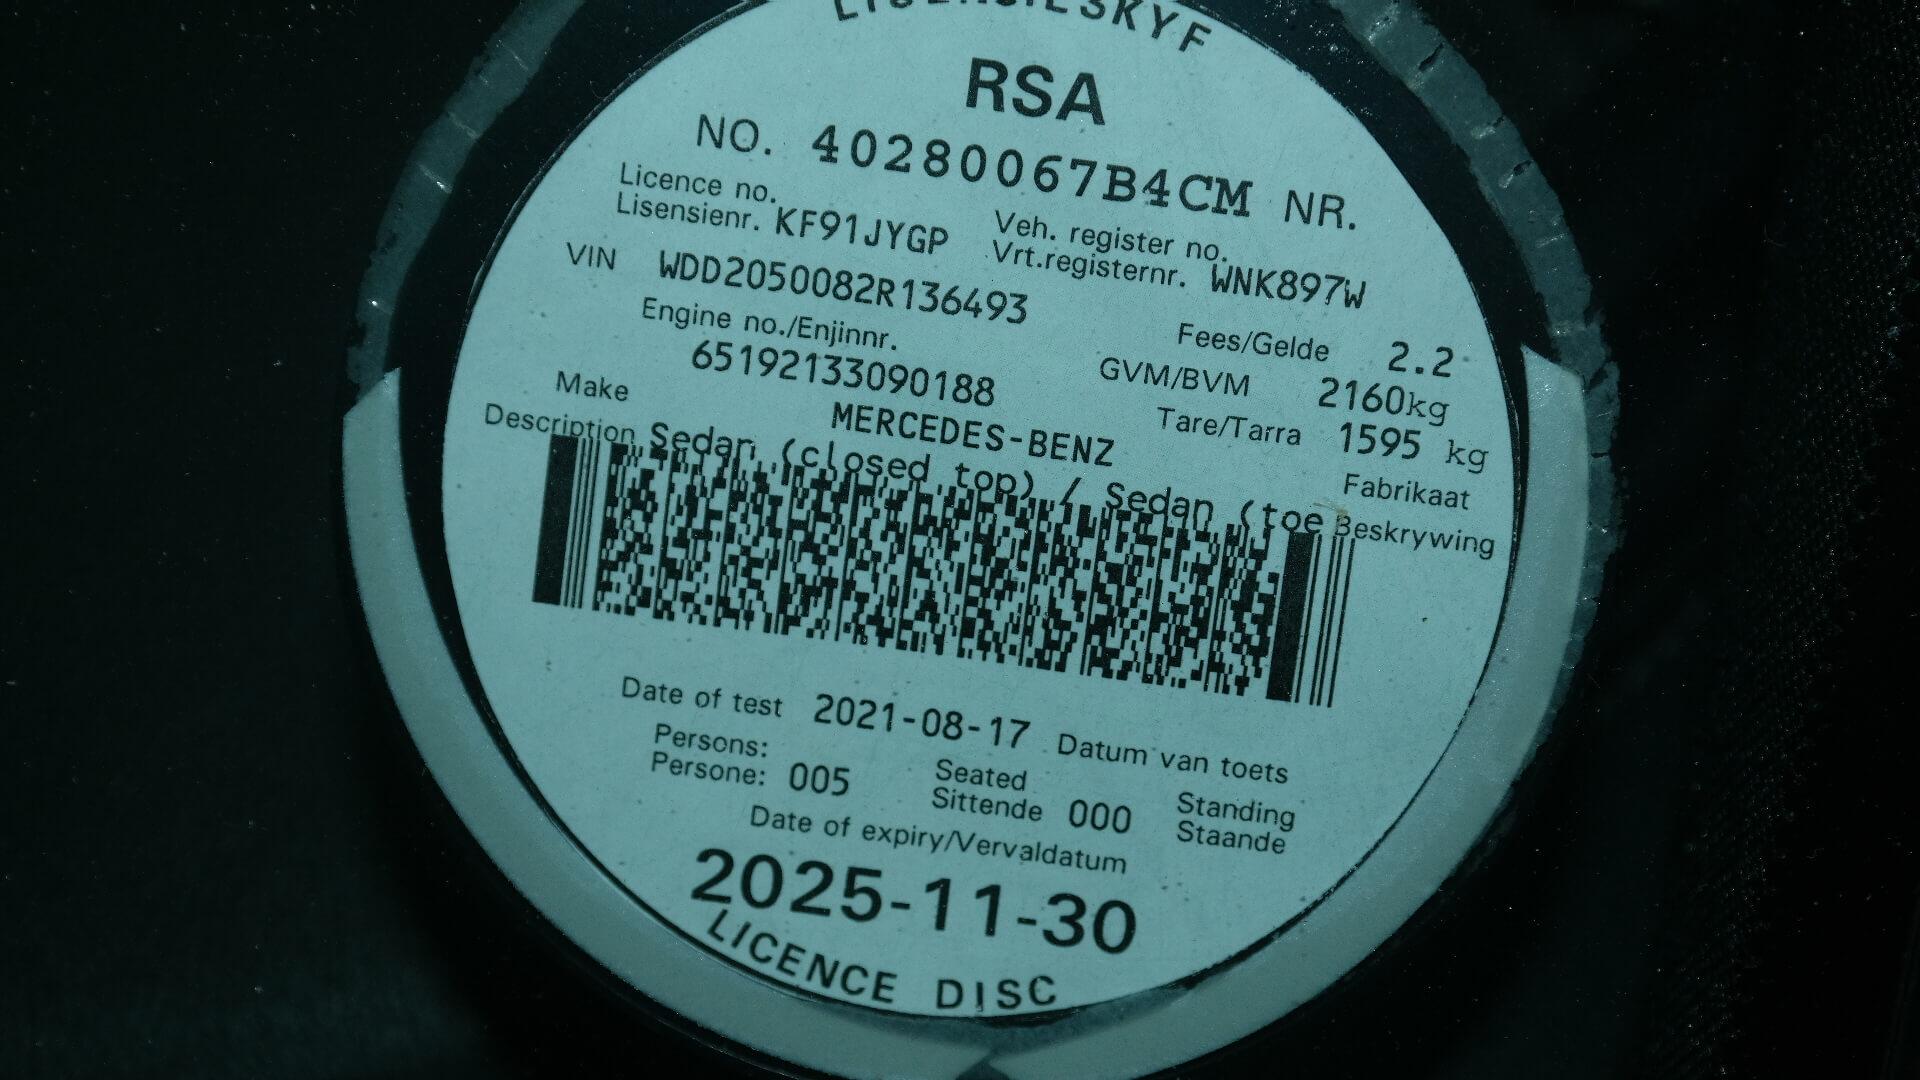 LISENSIESKYF
RSA
NO. 40280067B4CM NR.
Licence no.
Lisensienr. KF91JYGP
Veh. register no.
Vrt.registernr. WNK897W
VIN WDD2050082R136493
Engine no./Enjinnr.
65192133090188
Fees/Gelde 2.2
GVM/BVM 2160kg
Tare/Tarra 1595 kg
Make MERCEDES-BENZ Fabrikaat
Description Sedan (closed top) / Sedan (toe Beskrywing
Date of test 2021-08-17 Datum van toets
Persons:
Persone: 005
Seated
Sittende 000
Standing
Staande
Date of expiry/Vervaldatum
2025-11-30
LICENCE DISC